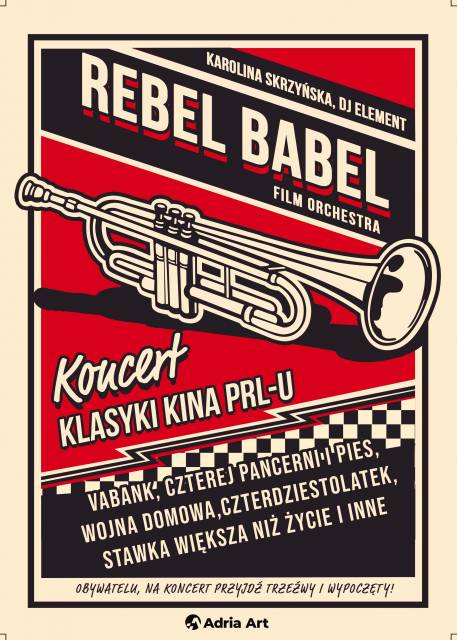 KAROLINA SKRZYŃSKA, DJ ELEMENT
REBEL BABEL
FILM ORCHESTRA
Koncert
KLASYKI KINA PRL-U
VABANK', CZTEREJ PANCERNI I PIES,
WOJNA DOMOWA,CZTERDZIESTOLATEK,
STAWKA WIĘKSZA NIŻ ŻYCIE I INNE
OBYWATELU, NA KONCERT PRZYJDŹ TRZEŹWY I WYPOCZĘTY!
Adria Art